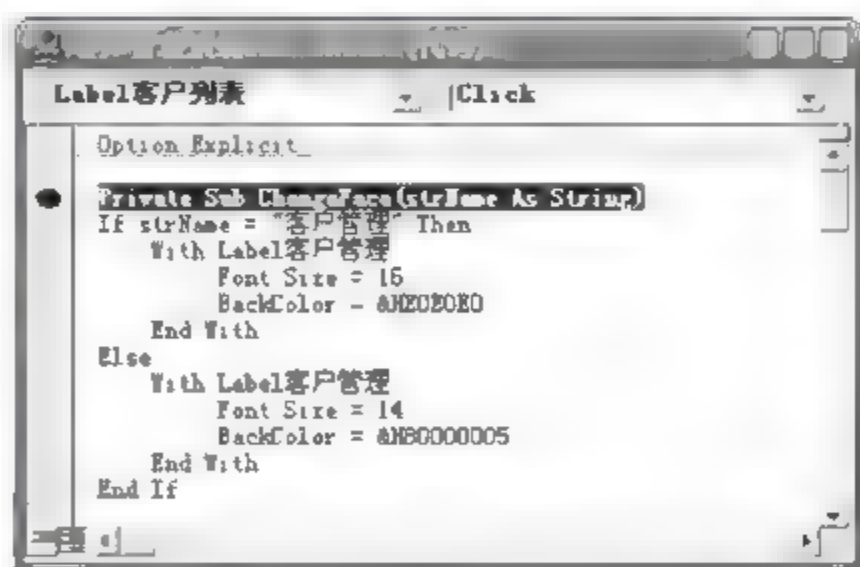 Label客户列表
Click
Option Explicit
Private Sub ChangeFace(strName As String)
If strName = "客户管理" Then
With Label客户管理
Font Size = 16
BackColor = &HE0E0E0
End With
Else
With Label客户管理
Font Size = 14
BackColor = &H80000005
End With
End If